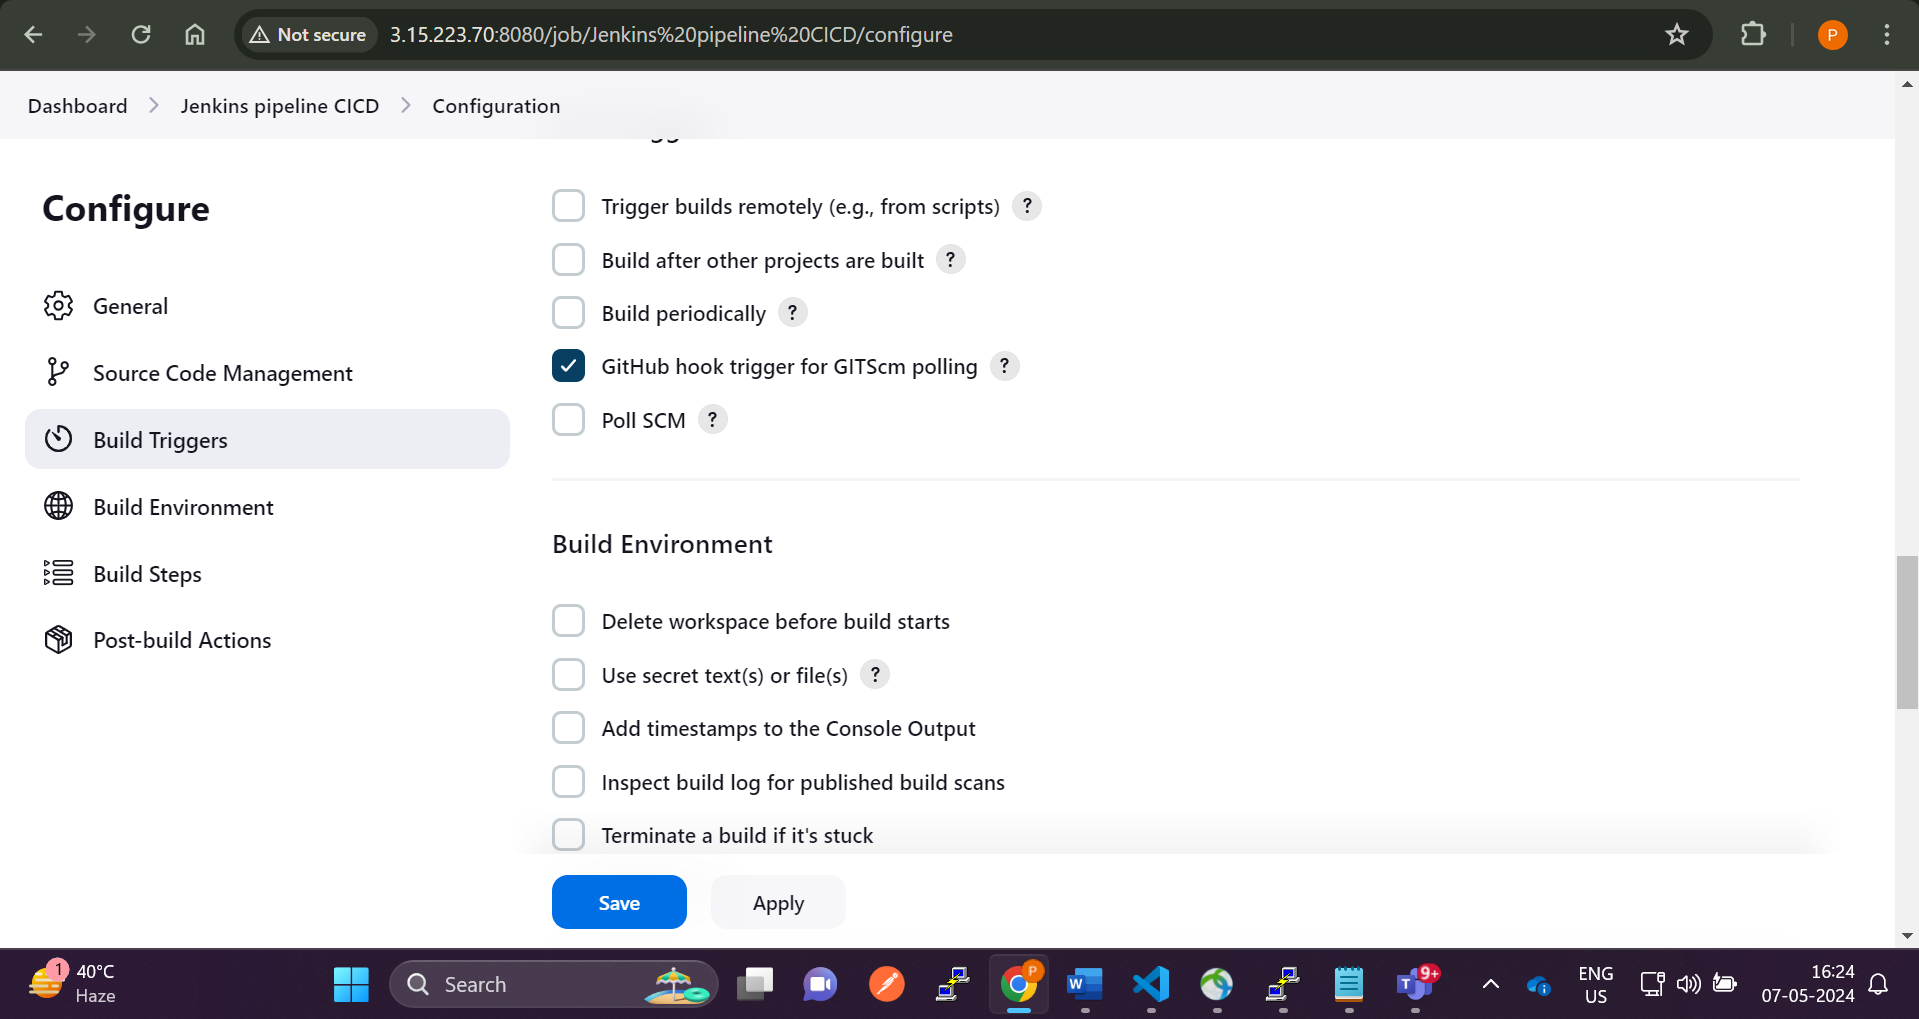 Not secure 3.15.223.70:8080/job/Jenkins%20pipeline%20CICD/configure
P
Dashboard > Jenkins pipeline CICD > Configuration
Configure
General
Source Code Management
Build Triggers
Build Environment
Build Steps
Post-build Actions
Trigger builds remotely (e.g., from scripts) ?
Build after other projects are built ?
Build periodically ?
GitHub hook trigger for GITScm polling ?
Poll SCM ?
Build Environment
Delete workspace before build starts
Use secret text(s) or file(s) ?
Add timestamps to the Console Output
Inspect build log for published build scans
Terminate a build if it's stuck
Save Apply
1
40°C
Haze
Search
P
W
T 9+
ENG
US
16:24
07-05-2024